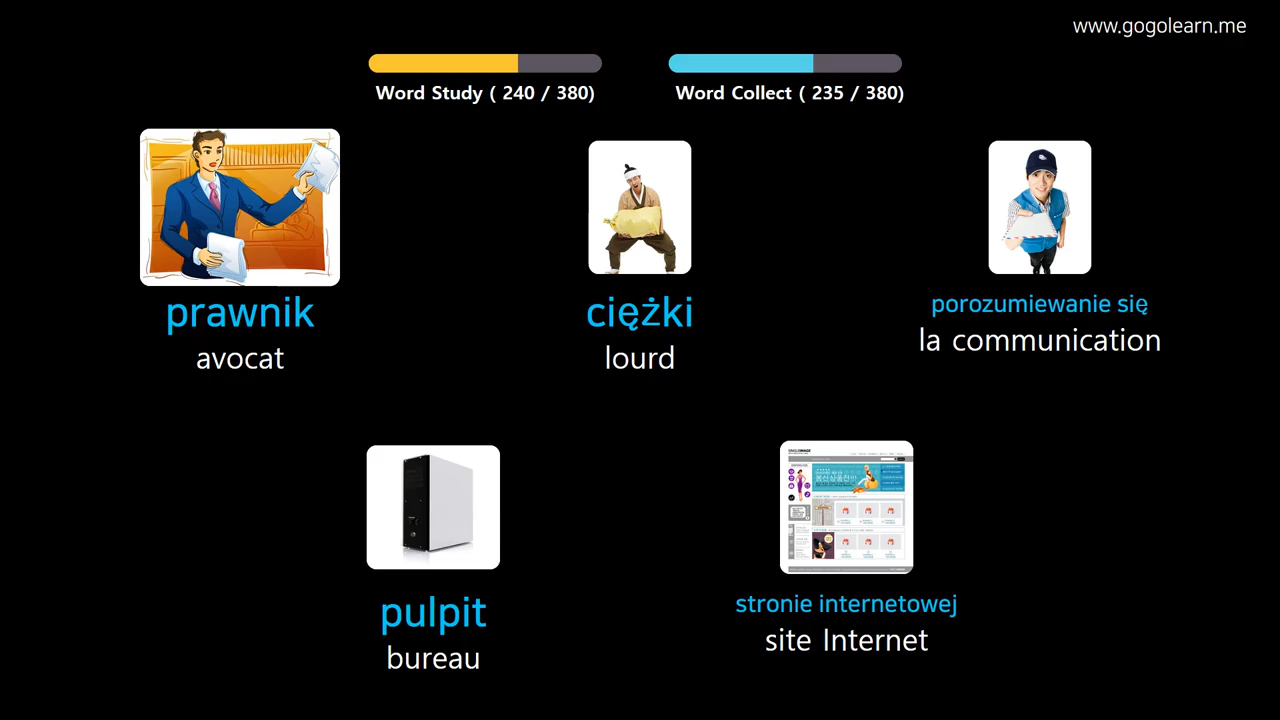 www.gogolearn.me
Word Study ( 240 / 380)
Word Collect ( 235 / 380)
prawnik
avocat
ciężki
lourd
porozumiewanie się
la communication
pulpit
bureau
stronie internetowej
site Internet